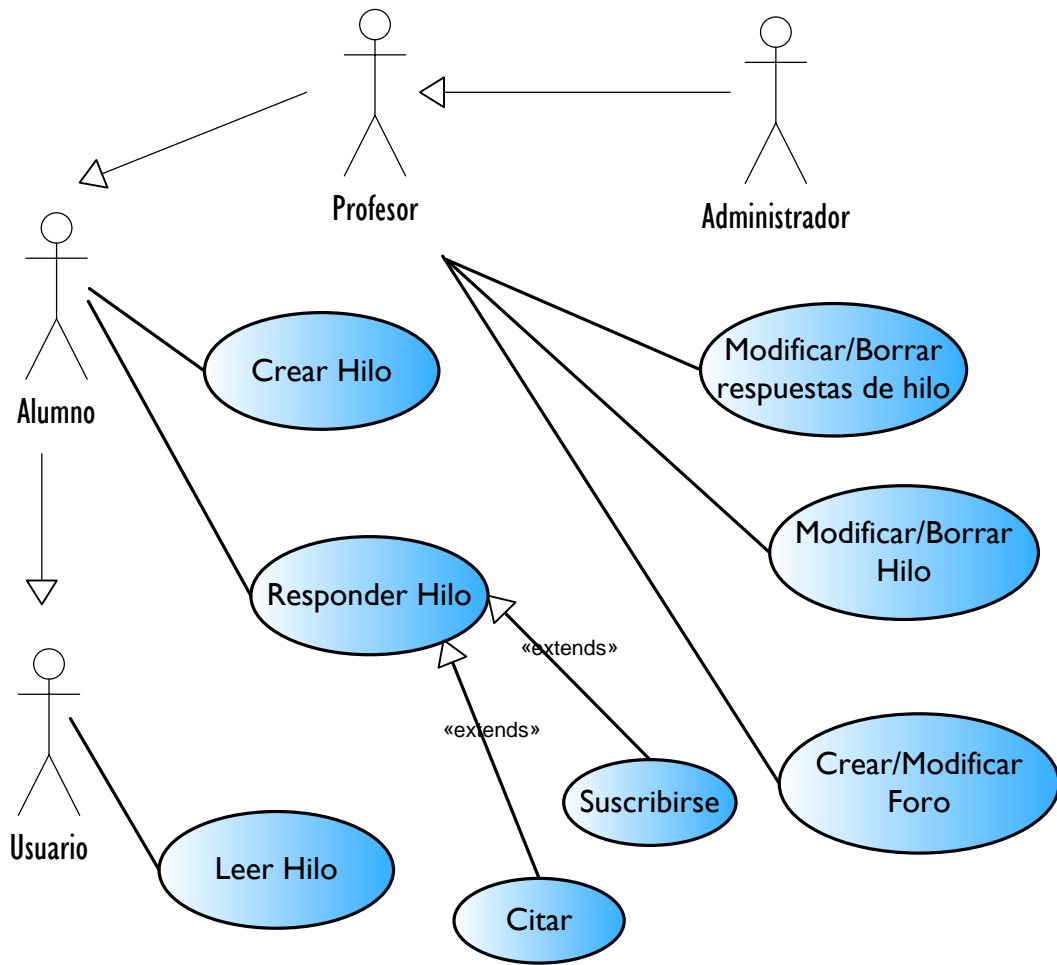 Profesor
Administrador
Alumno
Crear Hilo
Modificar/Borrar
respuestas de hilo
Modificar/Borrar
Hilo
Responder Hilo
«extends»
«extends»
Usuario
Leer Hilo
Suscribirse
Crear/Modificar
Foro
Citar